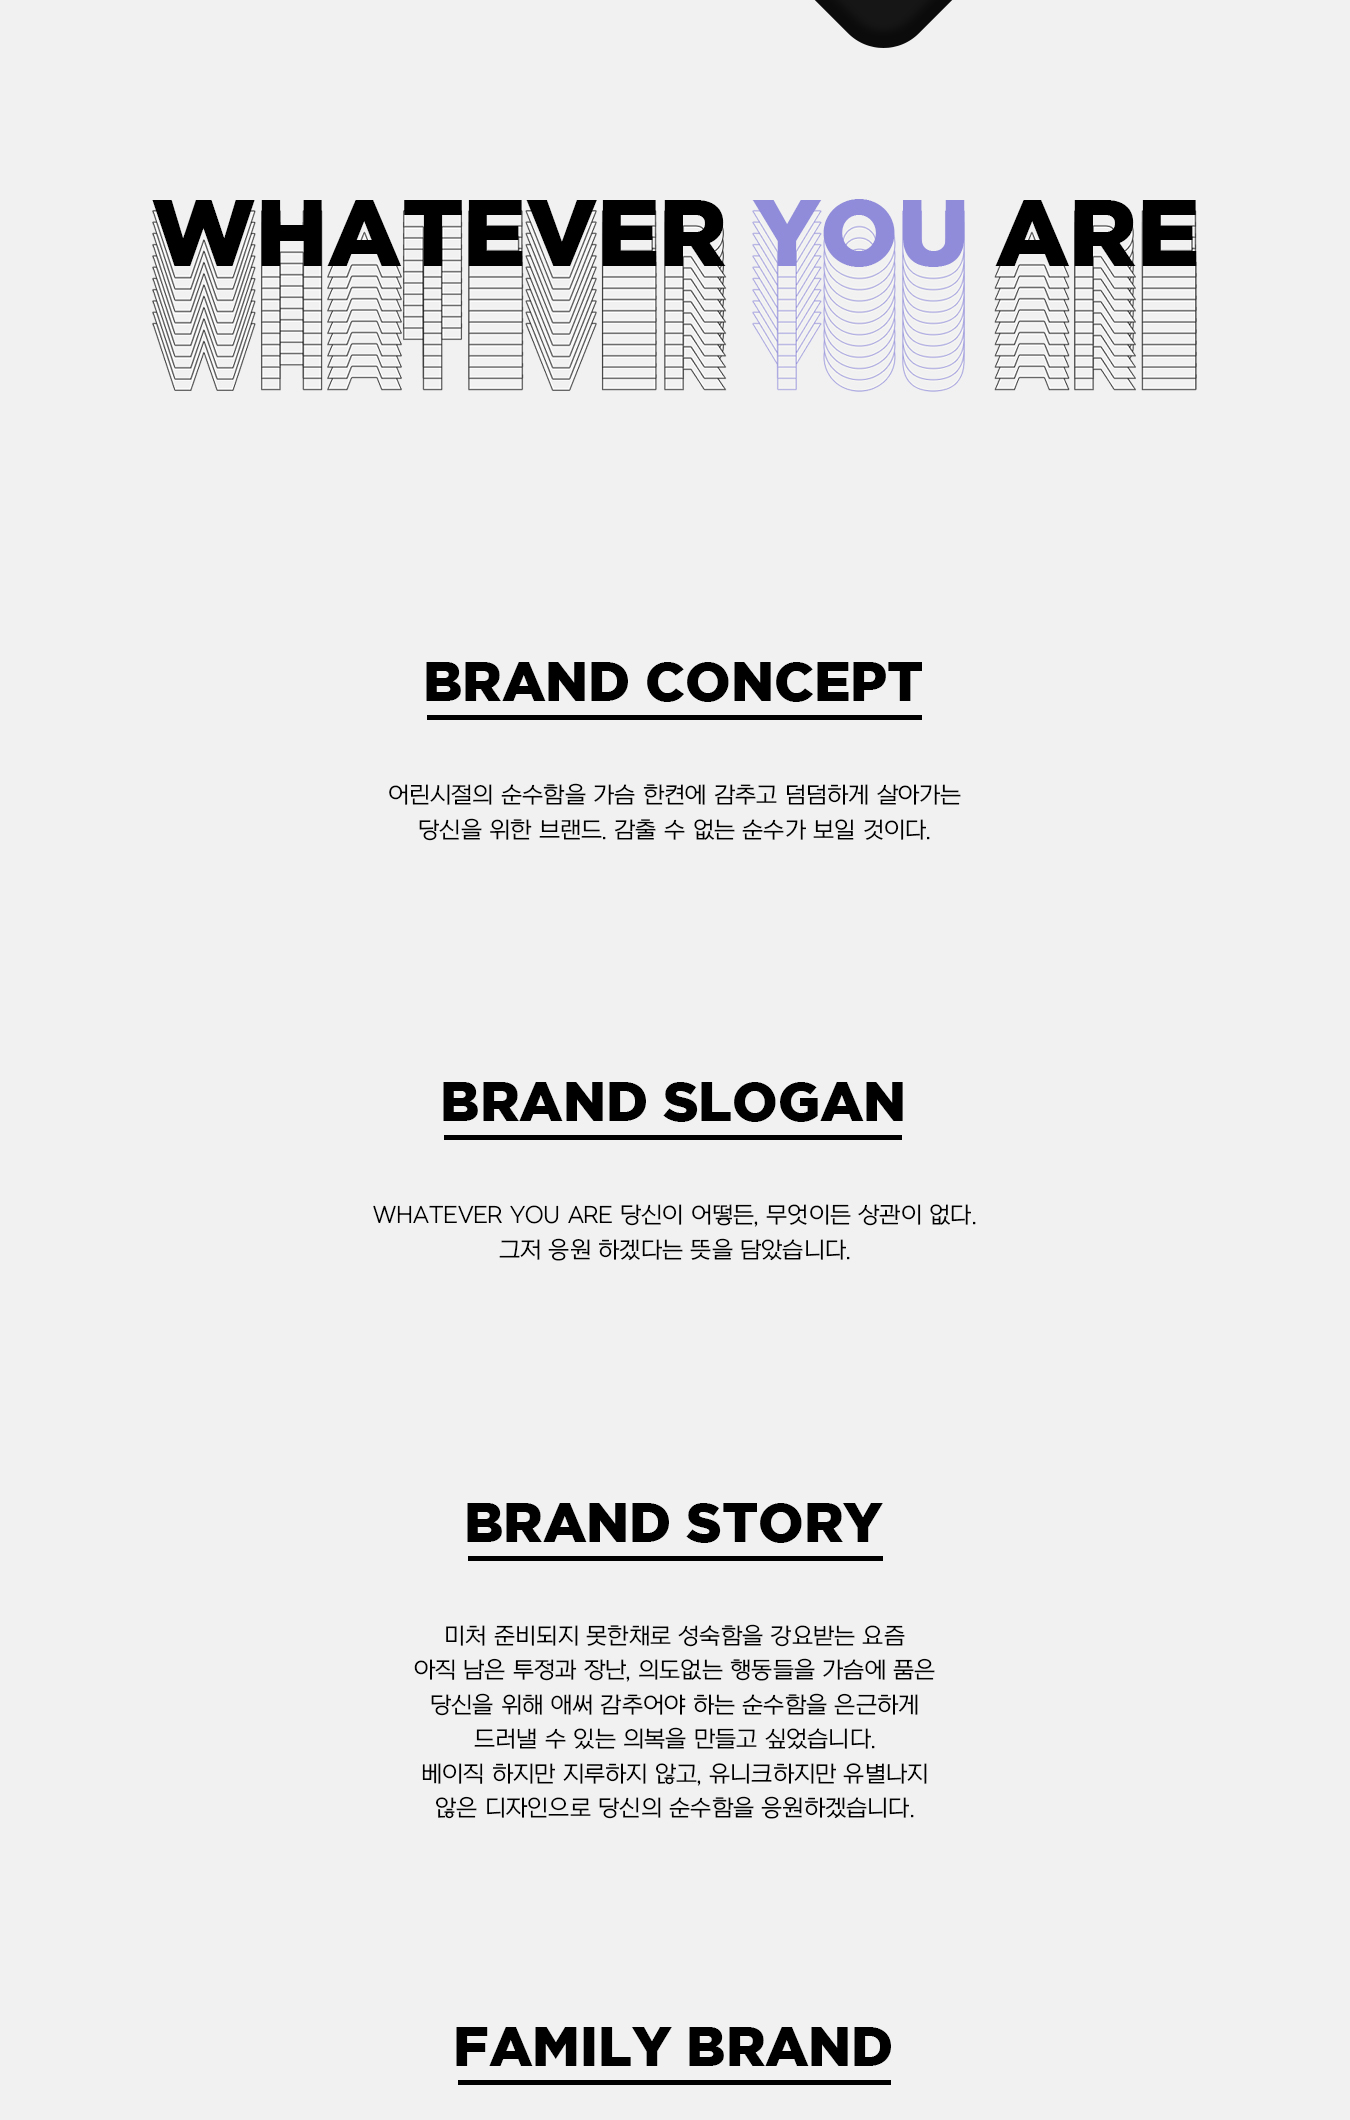 WHATEVER YOU ARE
BRAND CONCEPT
어린시절의 순수함을 가슴 한켠에 감추고 덤덤하게 살아가는
당신을 위한 브랜드. 감출 수 없는 순수가 보일 것이다.
BRAND SLOGAN
WHATEVER YOU ARE 당신이 어떻든, 무엇이든 상관이 없다.
그저 응원 하겠다는 뜻을 담았습니다.
BRAND STORY
미처 준비되지 못한채로 성숙함을 강요받는 요즘
아직 남은 투정과 장난, 의도없는 행동들을 가슴에 품은
당신을 위해 애써 감추어야 하는 순수함을 은근하게
드러낼 수 있는 의복을 만들고 싶었습니다.
베이직 하지만 지루하지 않고, 유니크하지만 유별나지
않은 디자인으로 당신의 순수함을 응원하겠습니다.
FAMILY BRAND